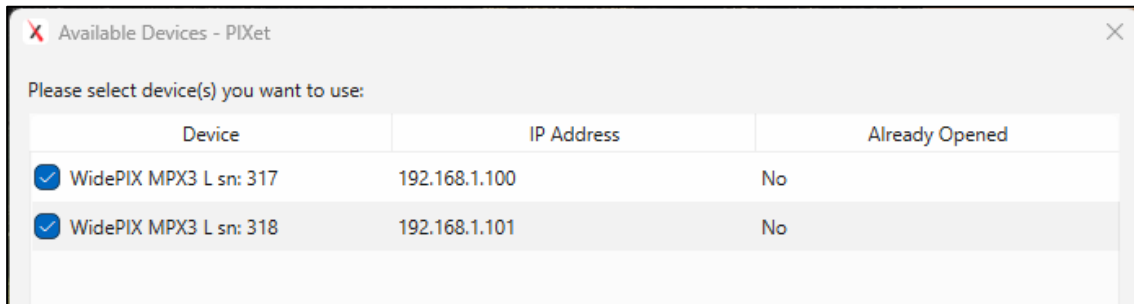 Available Devices - PIXet
Please select device(s) you want to use:
Device IP Address Already Opened
WidePIX MPX3 L sn: 317 192.168.1.100 No
WidePIX MPX3 L sn: 318 192.168.1.101 No